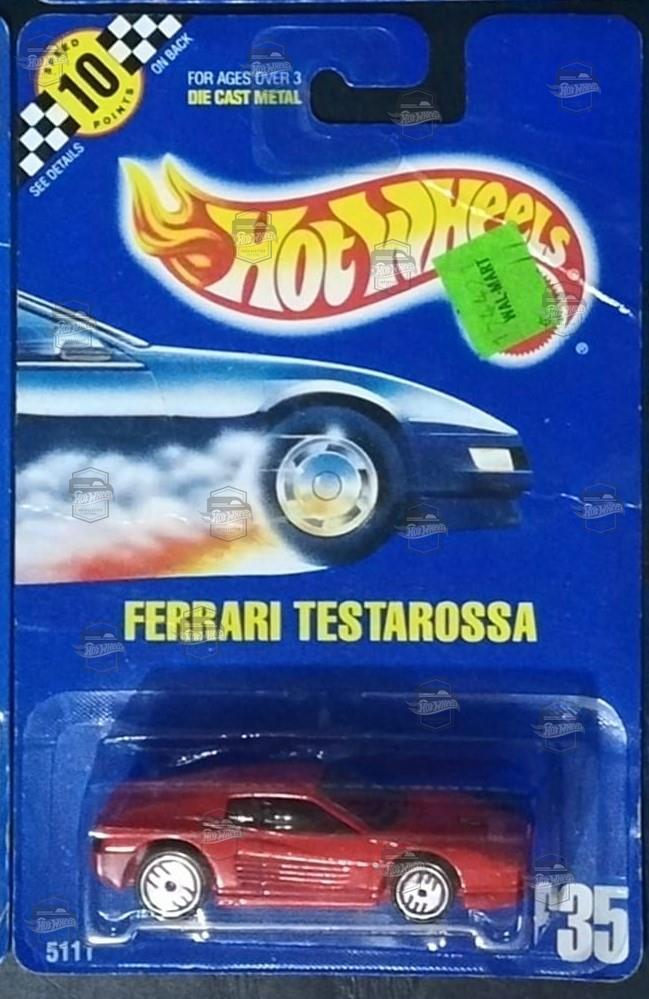 SPEED
10
POINTS
ON BACK
SEE DETAILS
FOR AGES OVER 3
DIE CAST METAL
Hot Wheels
®
WAL-MART
FERRARI TESTAROSSA
#35